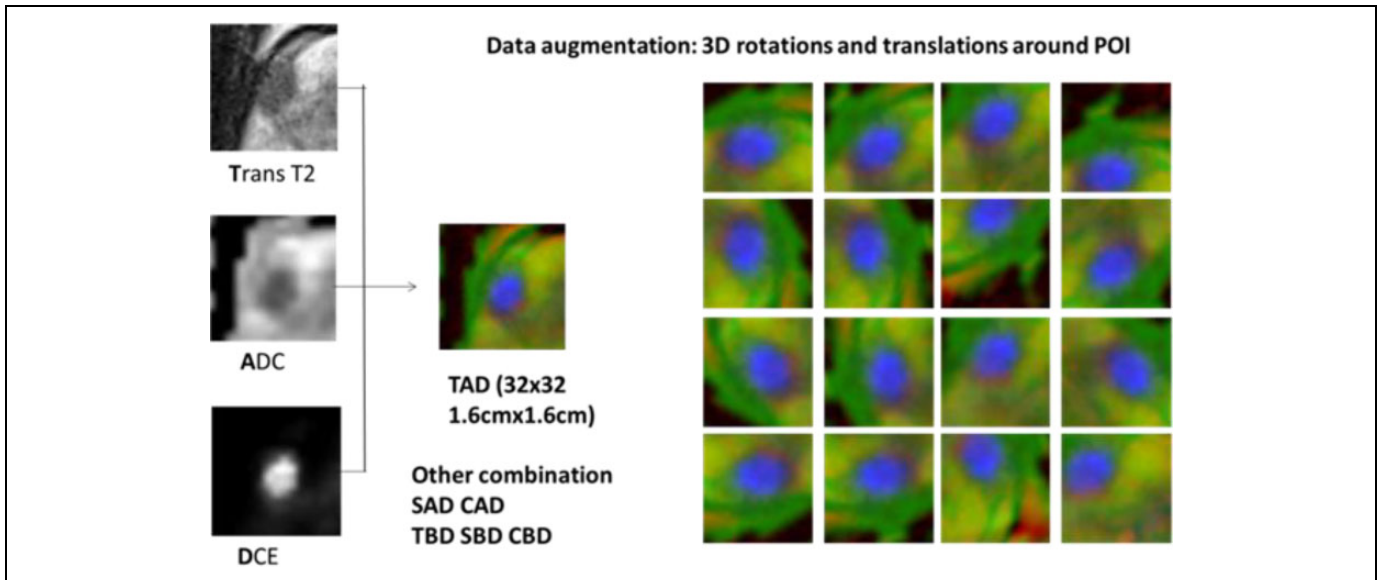 Data augmentation: 3D rotations and translations around POI
Trans T2
ADC
DCE
TAD (32x32
1.6cmx1.6cm)
Other combination
SAD CAD
TBD SBD CBD